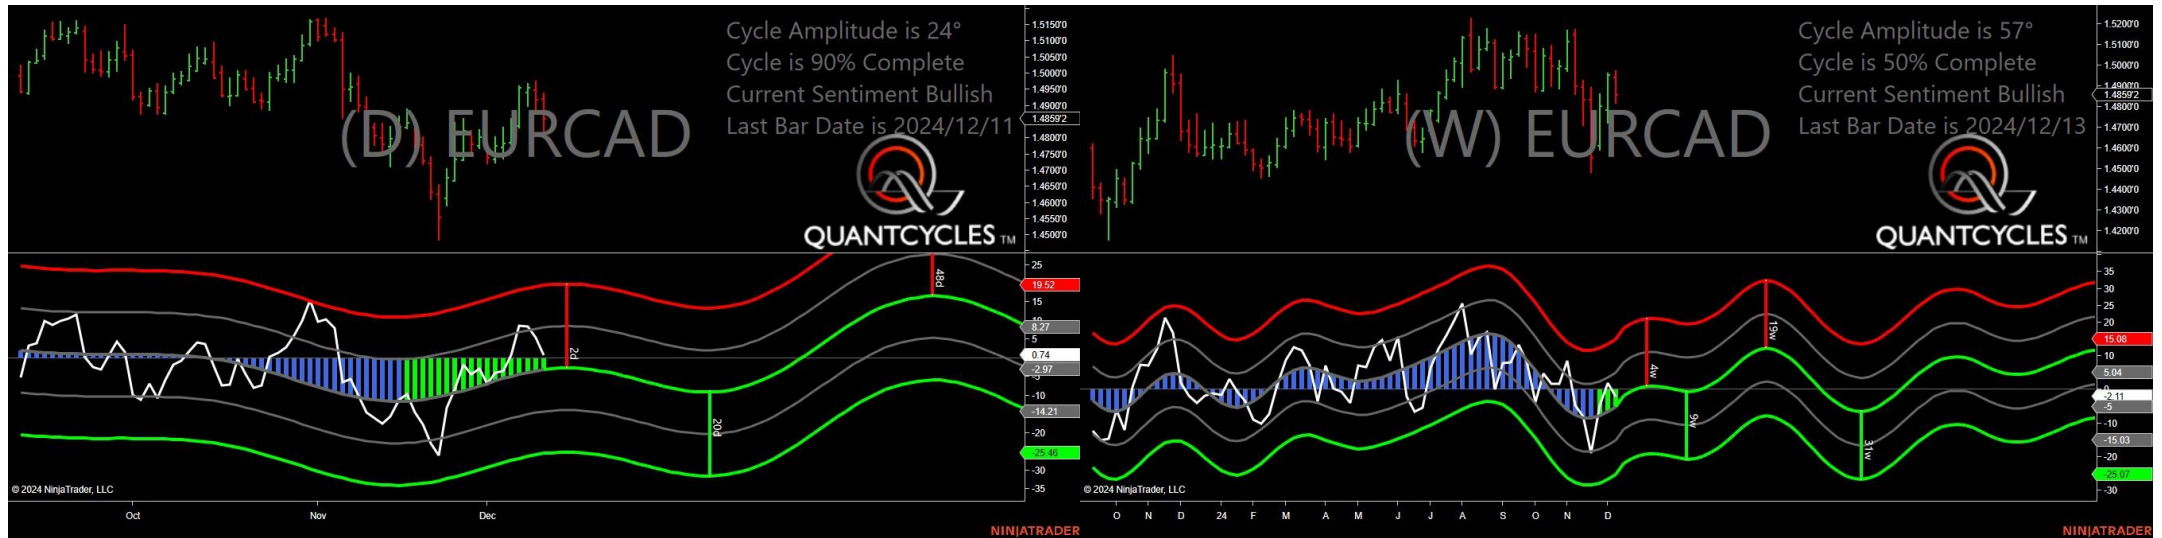 Cycle Amplitude is 24°
Cycle is 90% Complete
Current Sentiment Bullish
Last Bar Date is 2024/12/11
(D) EURCAD
QUANTCYCLES TM
1.5150'0
1.5100'0
1.5050'0
1.5000'0
1.4950'0
1.4900'0
1.4859'2
1.4800'0
1.4750'0
1.4700'0
1.4650'0
1.4600'0
1.4550'0
1.4500'0
25
19.52
15
10
8.27
5
0.74
-2.97
-5
-10
-14.21
-20
-25.46
-30
-35
2d
20d
48d
© 2024 NinjaTrader, LLC
Oct Nov Dec
NINJATRADER
Cycle Amplitude is 57°
Cycle is 50% Complete
Current Sentiment Bullish
Last Bar Date is 2024/12/13
(W) EURCAD
QUANTCYCLES TM
1.5200'0
1.5100'0
1.5000'0
1.4900'0
1.4859'2
1.4800'0
1.4700'0
1.4600'0
1.4500'0
1.4400'0
1.4300'0
1.4200'0
35
30
25
20
15.08
10
5.04
0
-2.11
-5
-10
-15.03
-20
-25.07
-30
4w
9w
19w
31w
© 2024 NinjaTrader, LLC
O N D 24 F M A M J J A S O N D
NINJATRADER